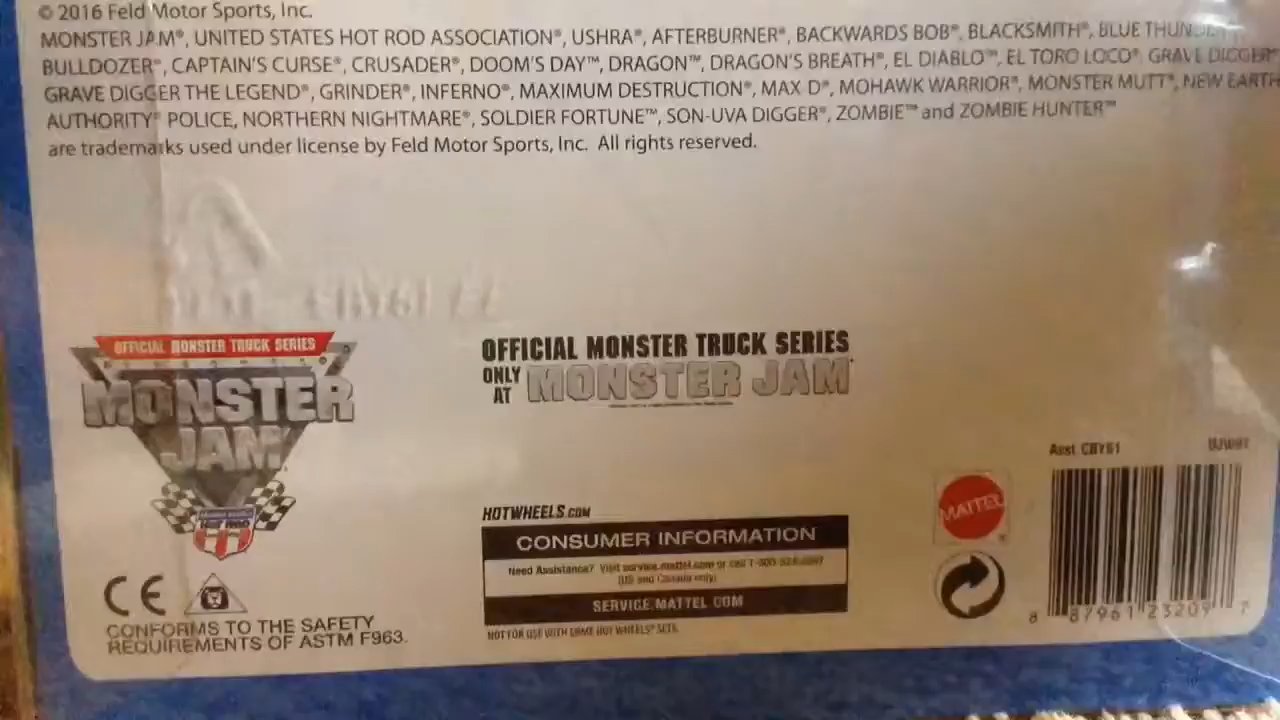 © 2016 Feld Motor Sports, Inc.
MONSTER JAM®, UNITED STATES HOT ROD ASSOCIATION®, USHRA®, AFTERBURNER®, BACKWARDS BOB®, BLACKSMITH®, BLUE THUNDER
BULLDOZER®, CAPTAIN'S CURSE®, CRUSADER®, DOOM'S DAY™, DRAGON™, DRAGON'S BREATH®, EL DIABLO™, EL TORO LOCO®, GRAVE DIGGER®
GRAVE DIGGER THE LEGEND®, GRINDER®, INFERNO®, MAXIMUM DESTRUCTION®, MAX D®, MOHAWK WARRIOR®, MONSTER MUTT®, NEW EARTH
AUTHORITY® POLICE, NORTHERN NIGHTMARE®, SOLDIER FORTUNE™, SON-UVA DIGGER®, ZOMBIE™ and ZOMBIE HUNTER™
are trademarks used under license by Feld Motor Sports, Inc. All rights reserved.
OFFICIAL MONSTER TRUCK SERIES
MONSTER
JAM
Hot Rod
OFFICIAL MONSTER TRUCK SERIES
ONLY AT MONSTER JAM
Asst. CBY61
HOTWHEELS.COM
CONSUMER INFORMATION
Need Assistance? Visit service.mattel.com or call
(US and Canada only)
SERVICE.MATTEL.COM
NOT FOR USE WITH SOME HOT WHEELS® SETS.
MATTEL
8 87961 23209 7
CE
CONFORMS TO THE SAFETY
REQUIREMENTS OF ASTM F963.